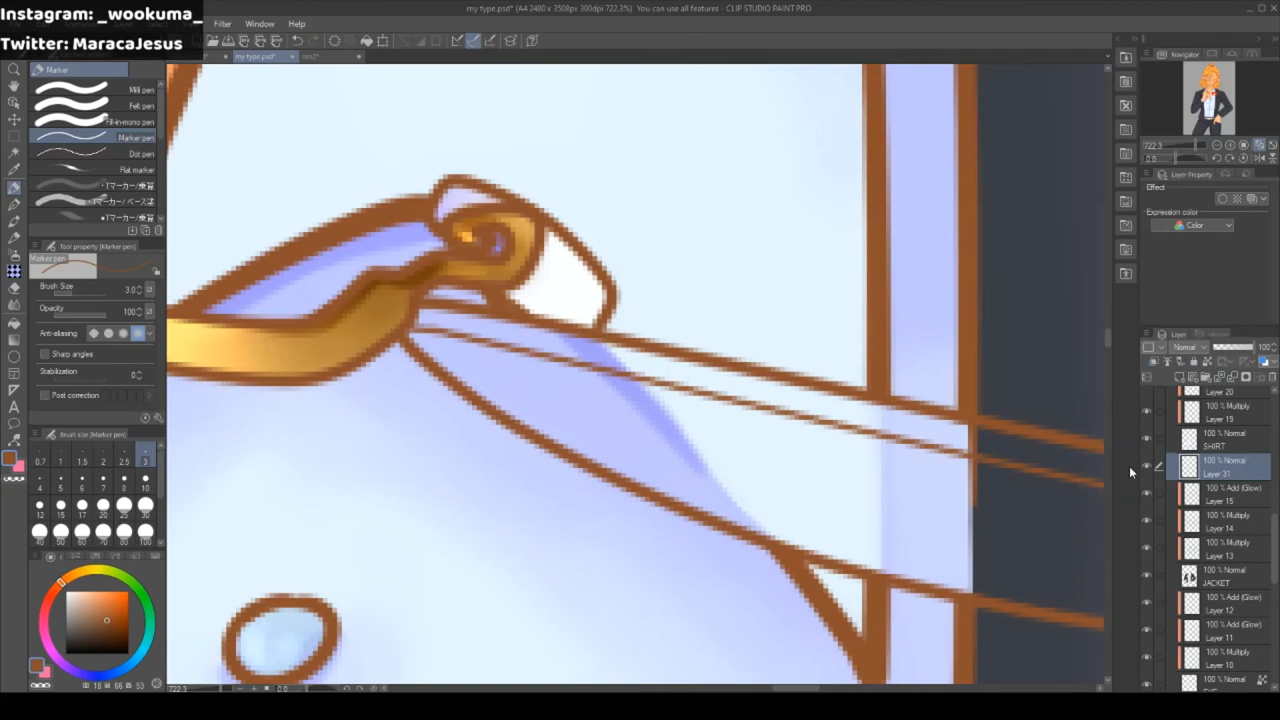 Instagram: _wookuma_
Twitter: MaracaJesus
my type.psd* (A4 2480 x 3508px 300dpi 722.3%) You can use all features - CLIP STUDIO PAINT PRO
Filter Window Help
my type.psd*
Marker
Milli pen
Felt pen
Fill-in-mono pen
Marker pen
Dot pen
Flat marker
Tool property [Marker pen]
Marker pen
Brush Size 3.0
Opacity 100
Anti-aliasing
Sharp angles
Stabilization 0
Post correction
Brush size [Marker pen]
0.7 1 1.5 2 2.5 3
4 5 6 7 8 10
12 15 17 20 25 30
40 50 60 70 80 100
18 66 53
722.3 0.0
Navigator
722.3
0.0
Layer Property
Effect
Expression color
Color
Layer
Normal 100
Layer 20
100 % Multiply
Layer 19
100 % Normal
SHIRT
100 % Normal
Layer 31
100 % Add (Glow)
Layer 15
100 % Multiply
Layer 14
100 % Multiply
Layer 13
100 % Normal
JACKET
100 % Add (Glow)
Layer 12
100 % Add (Glow)
Layer 11
100 % Multiply
Layer 10
100 % Normal